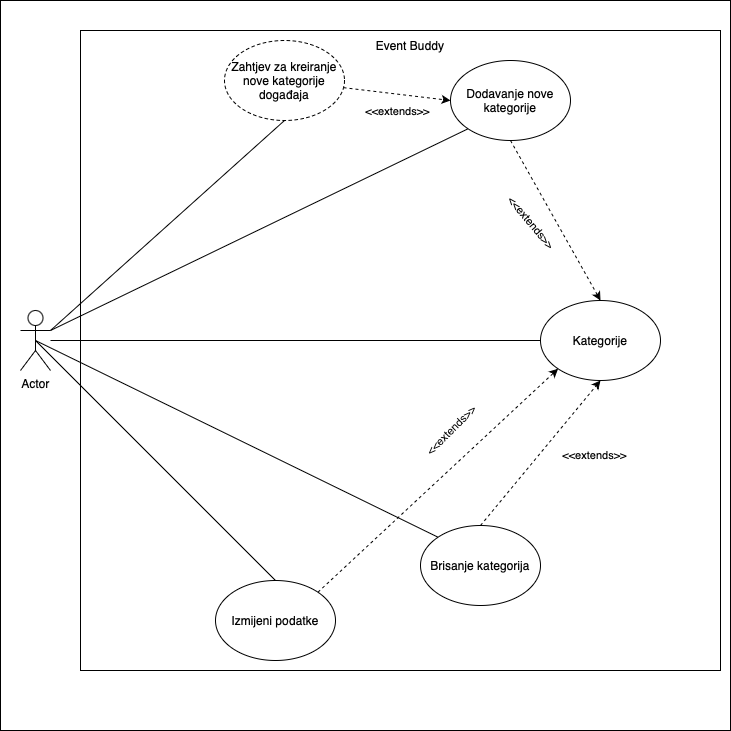 Event Buddy
Zahtjev za kreiranje
nove kategorije
događaja
Dodavanje nove
kategorije
<<extends>>
<<extends>>
Kategorije
Actor
<<extends>>
<<extends>>
Brisanje kategorija
Izmijeni podatke